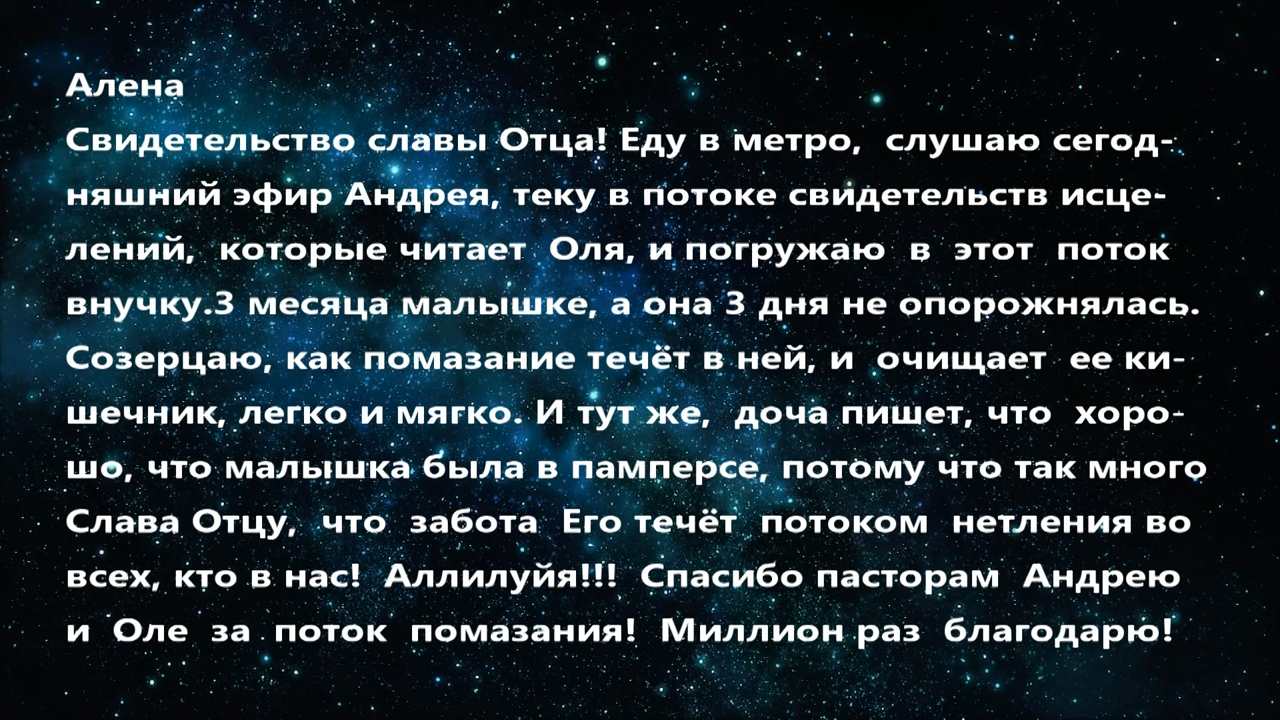 Алена
Свидетельство славы Отца! Еду в метро, слушаю сегод-
няшний эфир Андрея, теку в потоке свидетельств исце-
лений, которые читает Оля, и погружаю в этот поток
внучку.3 месяца малышке, а она 3 дня не опорожнялась.
Созерцаю, как помазание течёт в ней, и очищает ее ки-
шечник, легко и мягко. И тут же, доча пишет, что хоро-
шо, что малышка была в памперсе, потому что так много
Слава Отцу, что забота Его течёт потоком нетления во
всех, кто в нас! Аллилуйя!!! Спасибо пасторам Андрею
и Оле за поток помазания! Миллион раз благодарю!